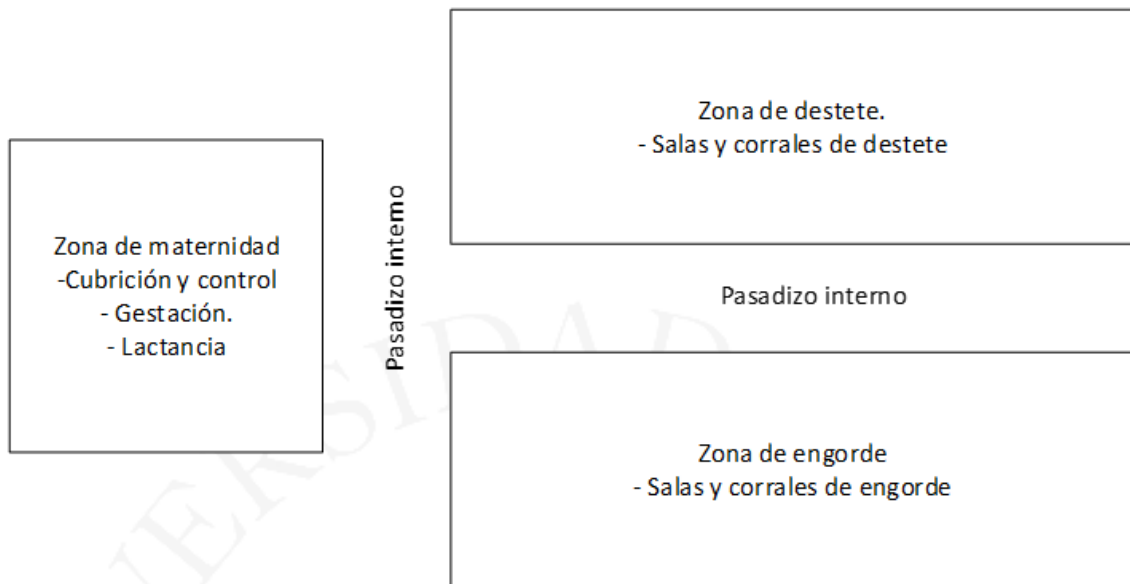 Zona de maternidad
-Cubrición y control
- Gestación.
- Lactancia
Pasadizo interno
Zona de destete.
- Salas y corrales de destete
Pasadizo interno
Zona de engorde
- Salas y corrales de engorde
VERSIDAD